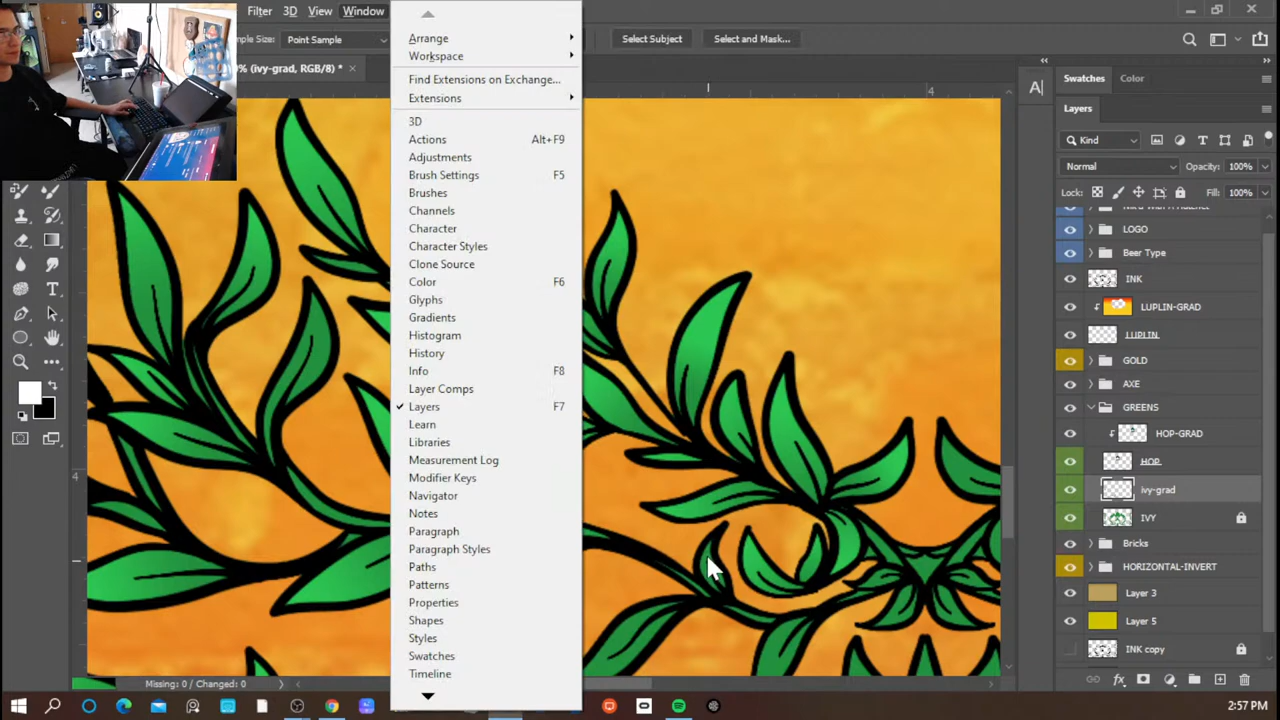 Filter 3D View Window
Sample Size: Point Sample Select Subject Select and Mask...
(ivy-grad, RGB/8) * ×
Arrange
Workspace
Find Extensions on Exchange...
Extensions
3D
Actions Alt+F9
Adjustments
Brush Settings F5
Brushes
Channels
Character
Character Styles
Clone Source
Color F6
Glyphs
Gradients
Histogram
History
Info F8
Layer Comps
Layers F7
Learn
Libraries
Measurement Log
Modifier Keys
Navigator
Notes
Paragraph
Paragraph Styles
Paths
Patterns
Properties
Shapes
Styles
Swatches
Timeline
4
4
Swatches Color
Layers
Kind
Normal Opacity: 100%
Lock: Fill: 100%
LOGO
Beer Type
INK
LUPLIN-GRAD
LUPLIN
GOLD
AXE
GREENS
HOP-GRAD
HOP
ivy-grad
IVY
Bricks
HORIZONTAL-INVERT
Layer 3
Layer 5
INK copy
Missing: 0 / Changed: 0
2:57 PM